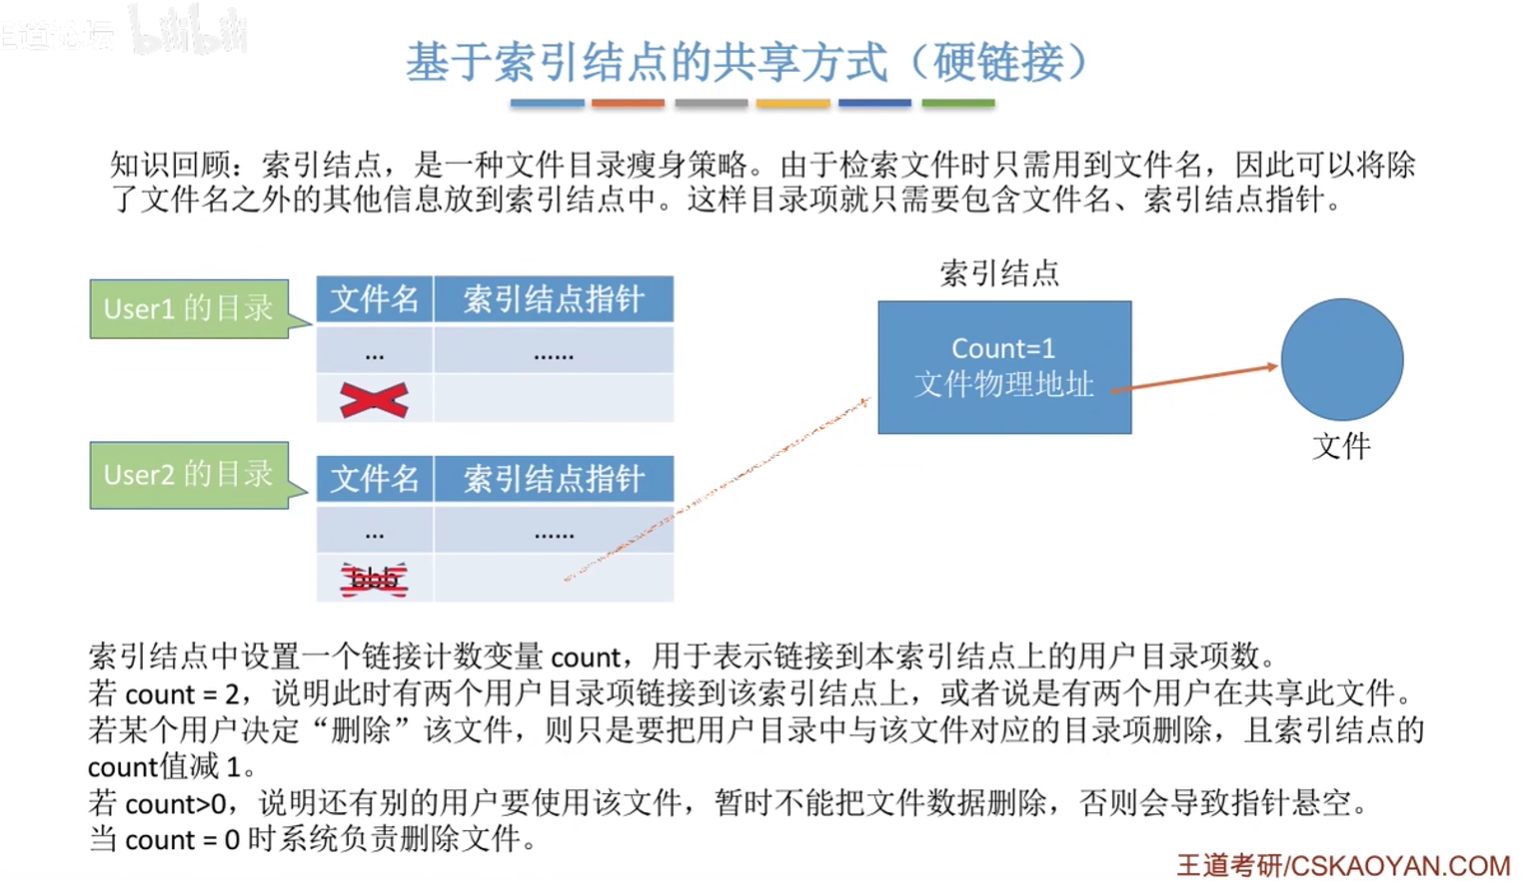 王道论坛 bilibili
基于索引结点的共享方式（硬链接）
知识回顾：索引结点，是一种文件目录瘦身策略。由于检索文件时只需用到文件名，因此可以将除
了文件名之外的其他信息放到索引结点中。这样目录项就只需要包含文件名、索引结点指针。
User1 的目录
文件名 索引结点指针
... ......
索引结点
Count=1
文件物理地址
文件
User2 的目录
文件名 索引结点指针
... ......
bbb
索引结点中设置一个链接计数变量 count，用于表示链接到本索引结点上的用户目录项数。
若 count = 2，说明此时有两个用户目录项链接到该索引结点上，或者说是有两个用户在共享此文件。
若某个用户决定“删除”该文件，则只是要把用户目录中与该文件对应的目录项删除，且索引结点的
count值减 1。
若 count>0，说明还有别的用户要使用该文件，暂时不能把文件数据删除，否则会导致指针悬空。
当 count = 0 时系统负责删除文件。
王道考研/CSKAOYAN.COM